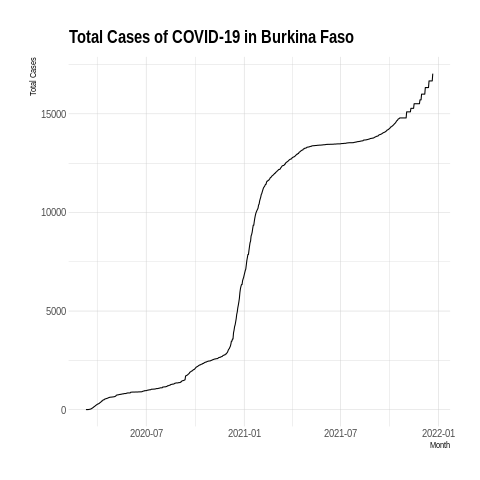 Total Cases of COVID-19 in Burkina Faso
Total Cases
15000
10000
5000
0
2020-07 2021-01 2021-07 2022-01
Month